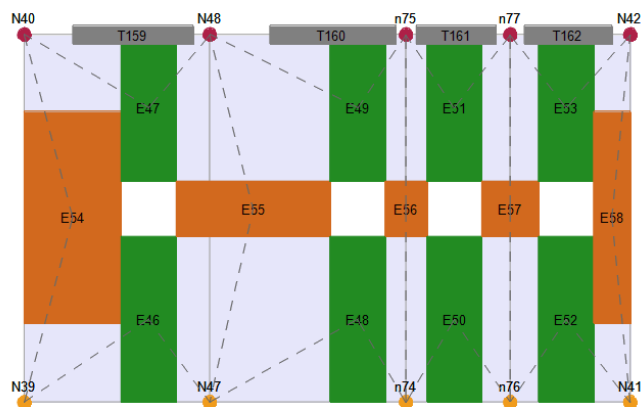 N40 N48 n75 n77 N42
T159 T160 T161 T162
E47 E49 E51 E53
E54 E55 E56 E57 E58
E46 E48 E50 E52
N39 N47 n74 n76 N41